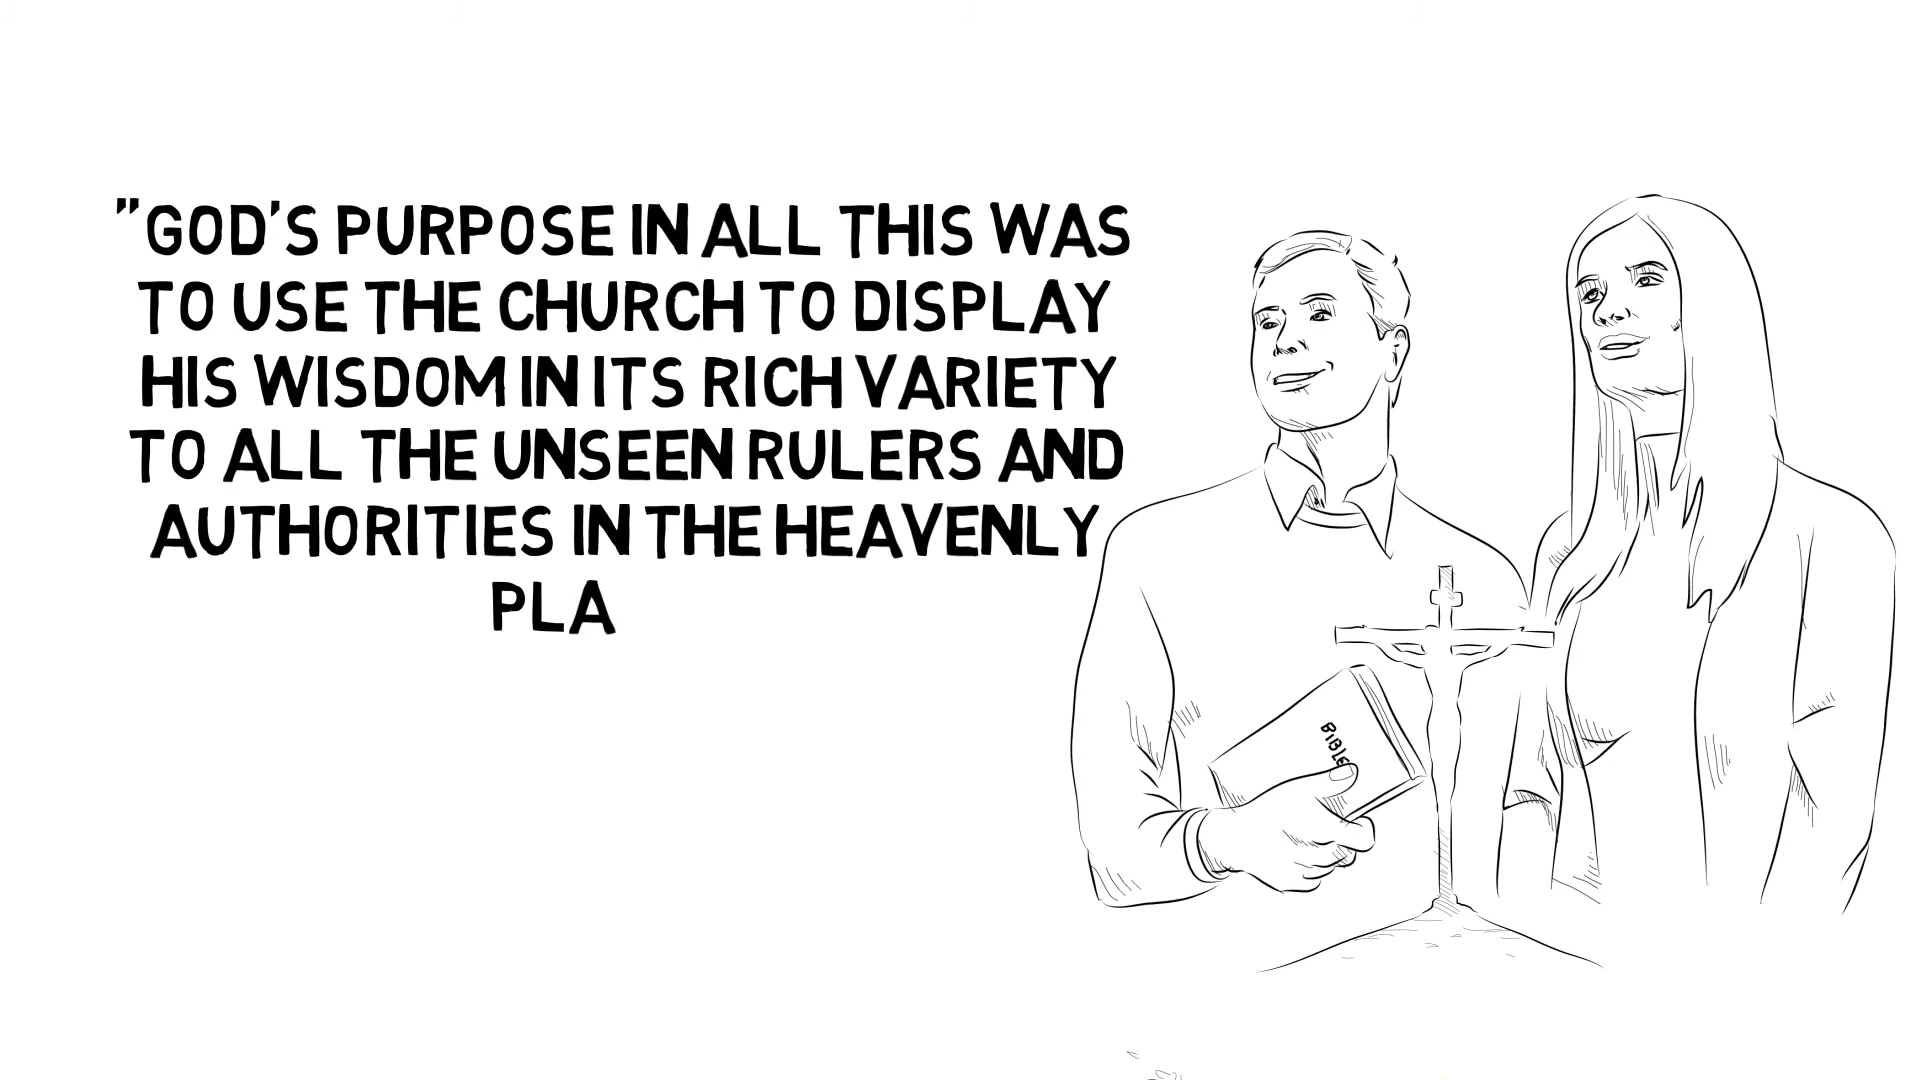 "GOD'S PURPOSE IN ALL THIS WAS
TO USE THE CHURCH TO DISPLAY
HIS WISDOM IN ITS RICH VARIETY
TO ALL THE UNSEEN RULERS AND
AUTHORITIES IN THE HEAVENLY
PLA
BIBLE